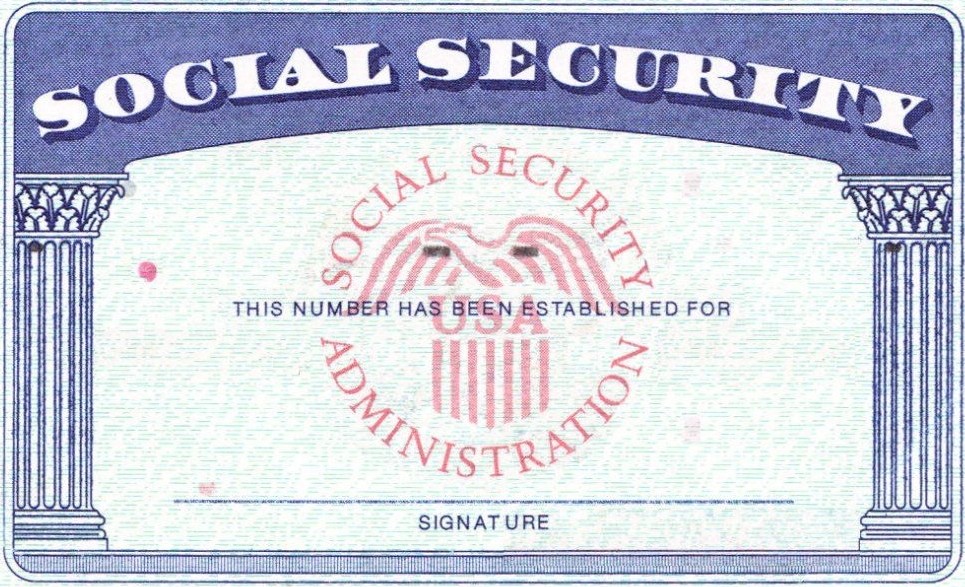 SOCIAL SECURITY
SOCIAL SECURITY
- -
THIS NUMBER HAS BEEN ESTABLISHED FOR
USA
ADMINISTRATION
SIGNATURE